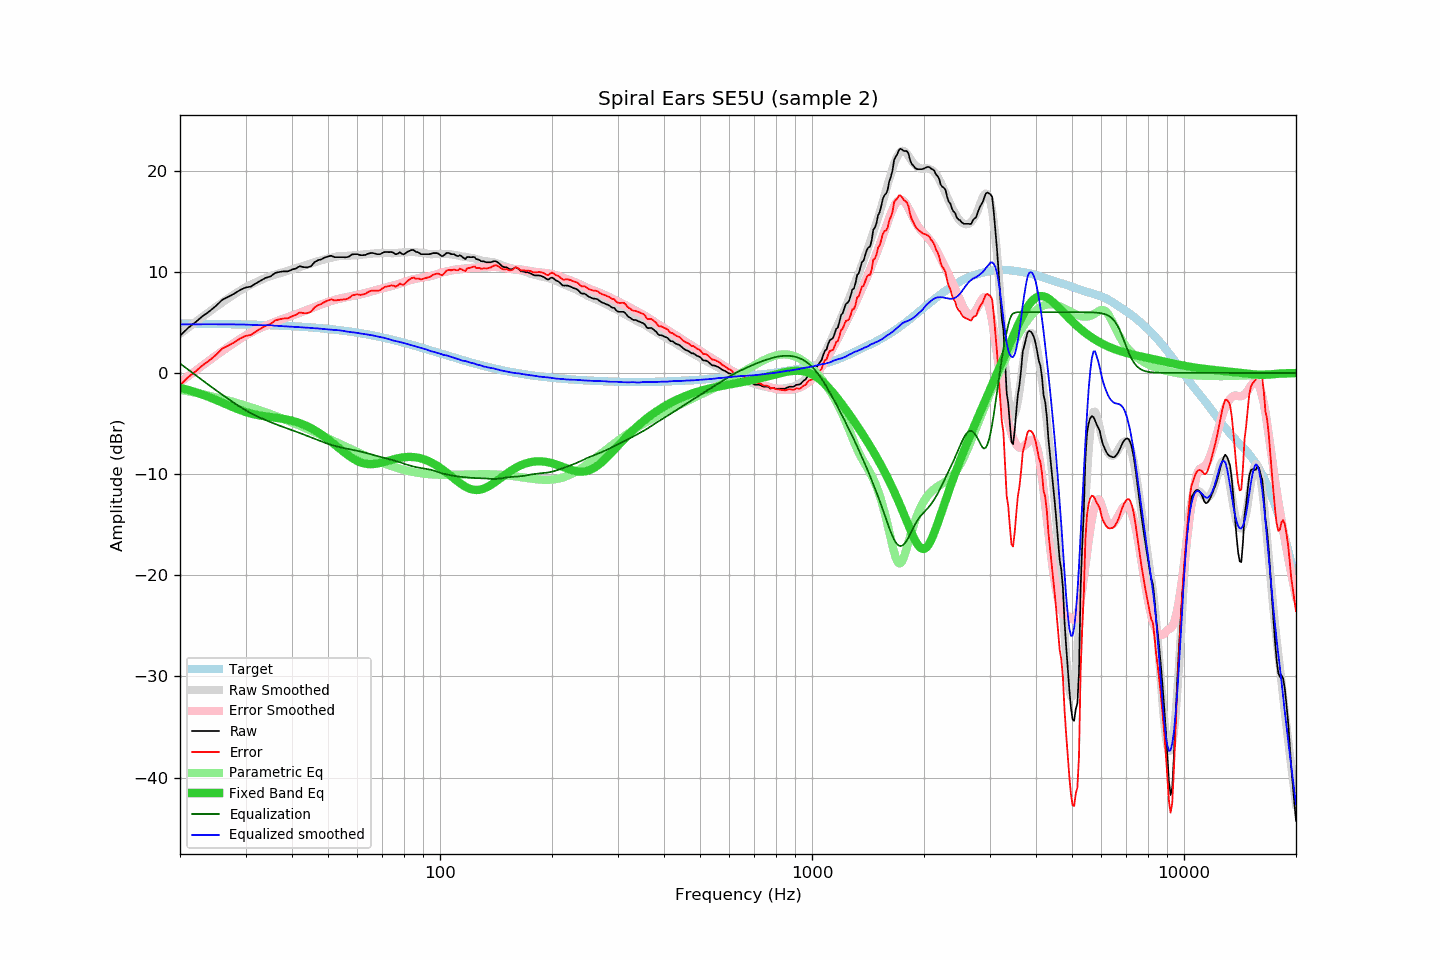 Spiral Ears SE5U (sample 2)
20
10
0
−10
−20
−30
−40
Amplitude (dBr)
Target
Raw Smoothed
Error Smoothed
Raw
Error
Parametric Eq
Fixed Band Eq
Equalization
Equalized smoothed
100
1000
10000
Frequency (Hz)